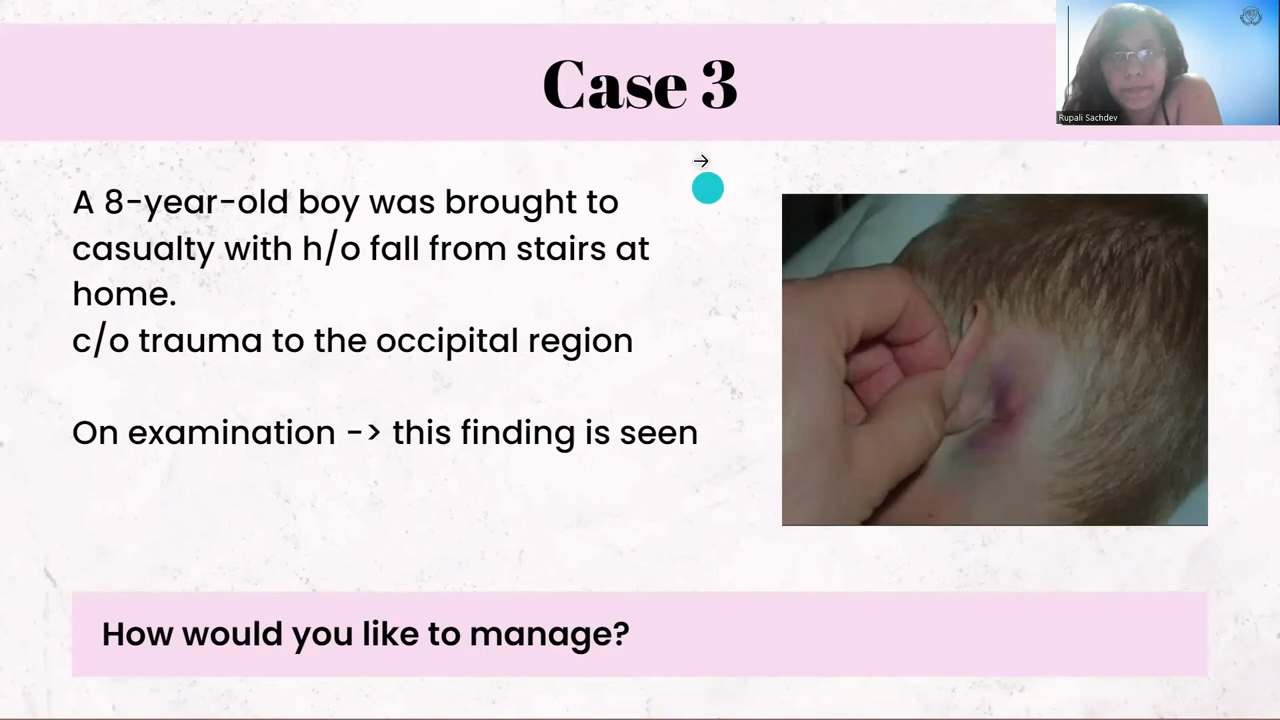 Case 3
Rupali Sachdev
A 8-year-old boy was brought to
casualty with h/o fall from stairs at
home.
c/o trauma to the occipital region
On examination -> this finding is seen
How would you like to manage?